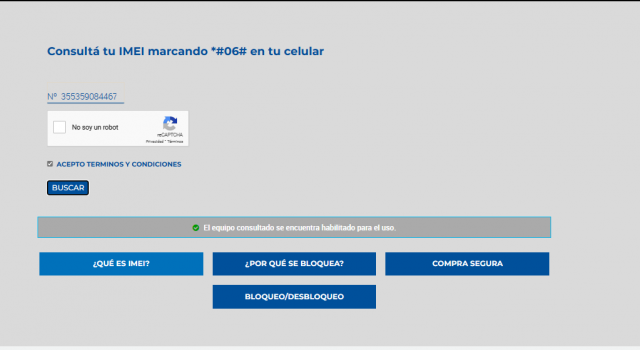 Consultá tu IMEI marcando *#06# en tu celular
Nº 355359084467
No soy un robot
reCAPTCHA
Privacidad - Términos
ACEPTO TERMINOS Y CONDICIONES
BUSCAR
El equipo consultado se encuentra habilitado para el uso.
¿QUÉ ES IMEI?
¿POR QUÉ SE BLOQUEA?
COMPRA SEGURA
BLOQUEO/DESBLOQUEO